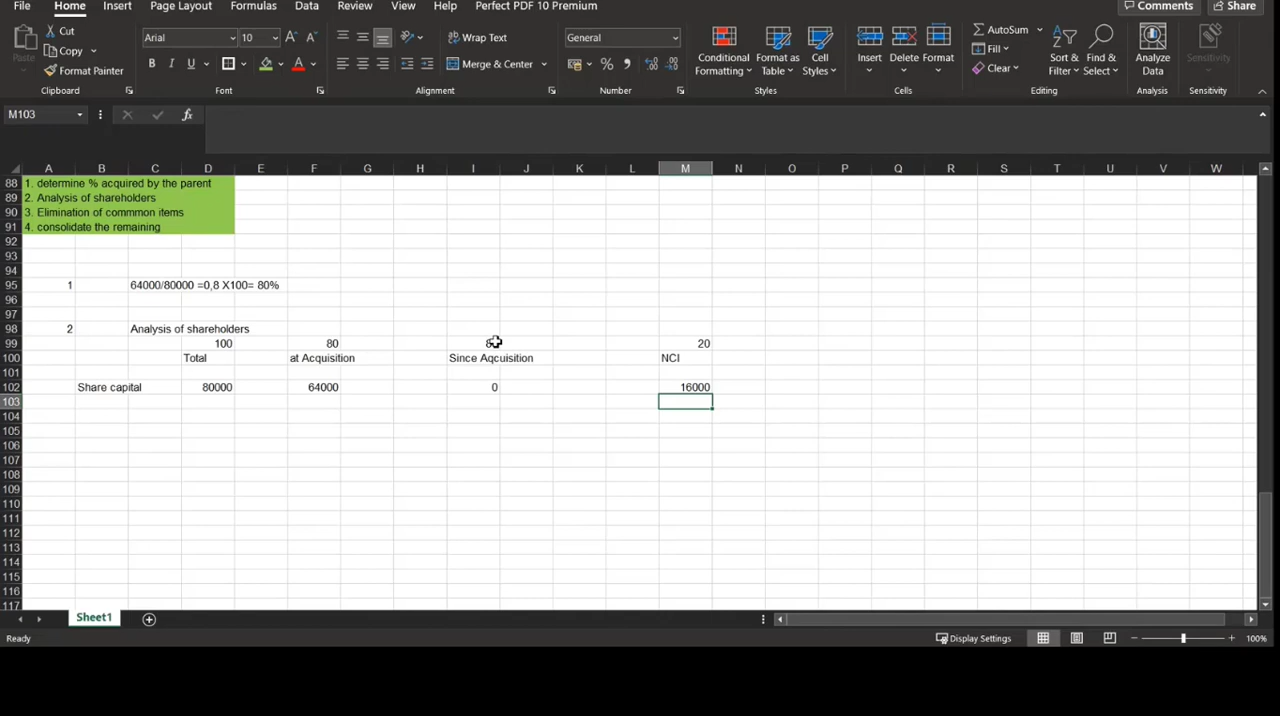 File Home Insert Page Layout Formulas Data Review View Help Perfect PDF 10 Premium Comments Share
Cut
Copy
Format Painter
Paste
Clipboard
Arial 10
B I U
Font
Wrap Text
Merge & Center
Alignment
General
% 
Number
Conditional Formatting
Format as Table
Cell Styles
Styles
Insert Delete Format
Cells
AutoSum
Fill
Clear
Sort & Filter
Find & Select
Editing
Analyze Data
Analysis
Sensitivity
Sensitivity
M103 fx
A B C D E F G H I J K L M N O P Q R S T U V W
88 1. determine % acquired by the parent
89 2. Analysis of shareholders
90 3. Elimination of commmon items
91 4. consolidate the remaining
92
93
94
95 1 64000/80000 =0,8 X100= 80%
96
97
98 2 Analysis of shareholders
99 100 80 20
100 Total at Acquisition Since Aqcuisition NCI
101
102 Share capital 80000 64000 0 16000
103
104
105
106
107
108
109
110
111
112
113
114
115
116
117
Sheet1
Ready Display Settings 100%